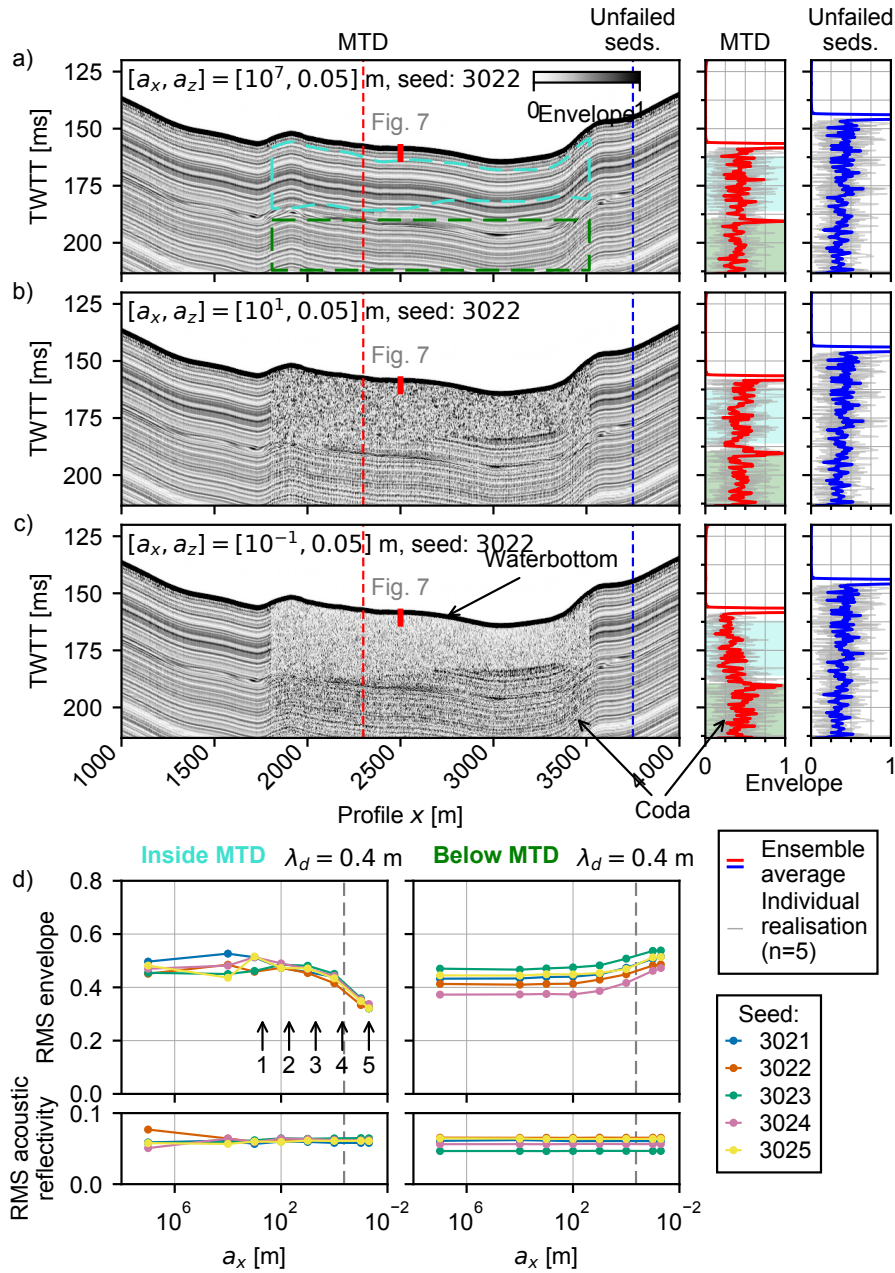 MTD
Unfailed
seds.
MTD
Unfailed
seds.
a)
[a_x, a_z] = [10^7, 0.05] m, seed: 3022
0
1
Envelope
Fig. 7
TWTT [ms]
125
150
175
200
b)
[a_x, a_z] = [10^1, 0.05] m, seed: 3022
Fig. 7
TWTT [ms]
125
150
175
200
c)
[a_x, a_z] = [10^−1, 0.05] m, seed: 3022
Fig. 7
Waterbottom
TWTT [ms]
125
150
175
200
1000
1500
2000
2500
3000
3500
4000
Profile x [m]
Coda
0
1
0
1
Envelope
d)
Inside MTD
λ_d = 0.4 m
Below MTD
λ_d = 0.4 m
RMS envelope
0.8
0.6
0.4
0.2
0.0
1
2
3
4
5
RMS acoustic
reflectivity
0.1
0.0
10^6
10^2
10^−2
a_x [m]
10^6
10^2
10^−2
a_x [m]
Ensemble
average
Individual
realisation
(n=5)
Seed:
3021
3022
3023
3024
3025